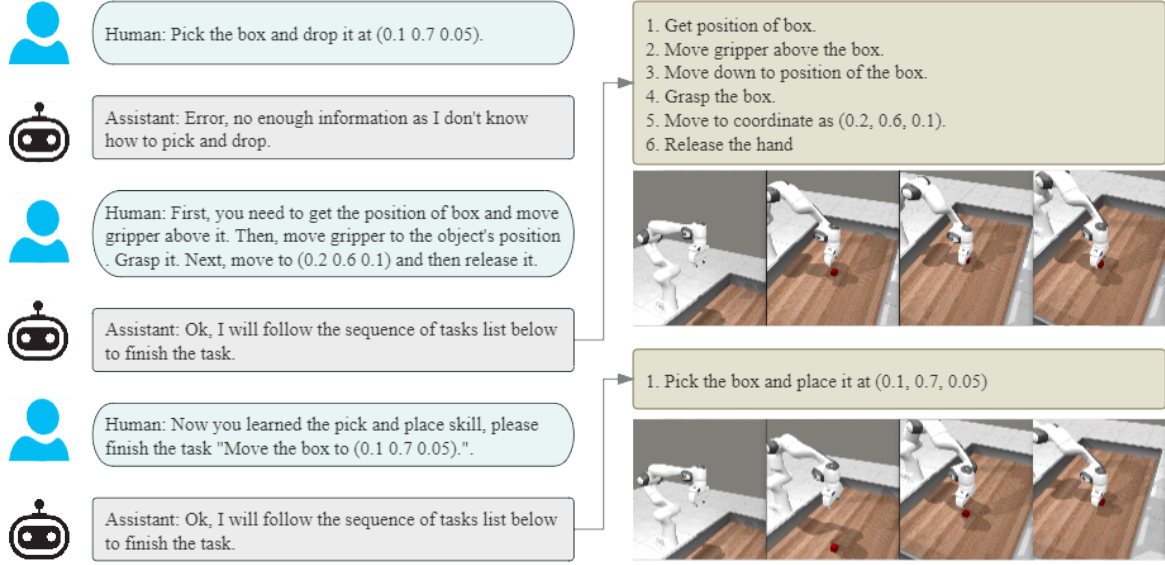 Human: Pick the box and drop it at (0.1 0.7 0.05).
Assistant: Error, no enough information as I don't know
how to pick and drop.
Human: First, you need to get the position of box and move
gripper above it. Then, move gripper to the object's position
. Grasp it. Next, move to (0.2 0.6 0.1) and then release it.
Assistant: Ok, I will follow the sequence of tasks list below
to finish the task.
Human: Now you learned the pick and place skill, please
finish the task "Move the box to (0.1 0.7 0.05).".
Assistant: Ok, I will follow the sequence of tasks list below
to finish the task.
1. Get position of box.
2. Move gripper above the box.
3. Move down to position of the box.
4. Grasp the box.
5. Move to coordinate as (0.2, 0.6, 0.1).
6. Release the hand
1. Pick the box and place it at (0.1, 0.7, 0.05)